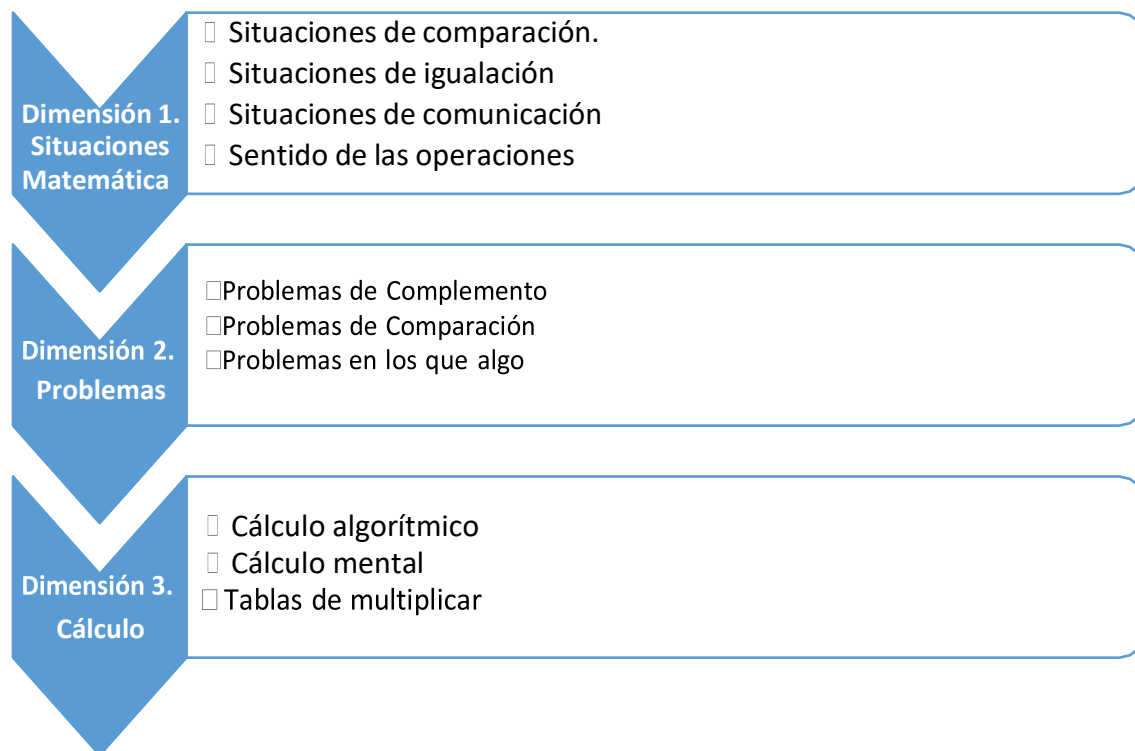 Dimensión 1.
Situaciones
Matemática
Situaciones de comparación.
Situaciones de igualación
Situaciones de comunicación
Sentido de las operaciones
Dimensión 2.
Problemas
Problemas de Complemento
Problemas de Comparación
Problemas en los que algo
Dimensión 3.
Cálculo
Cálculo algorítmico
Cálculo mental
Tablas de multiplicar